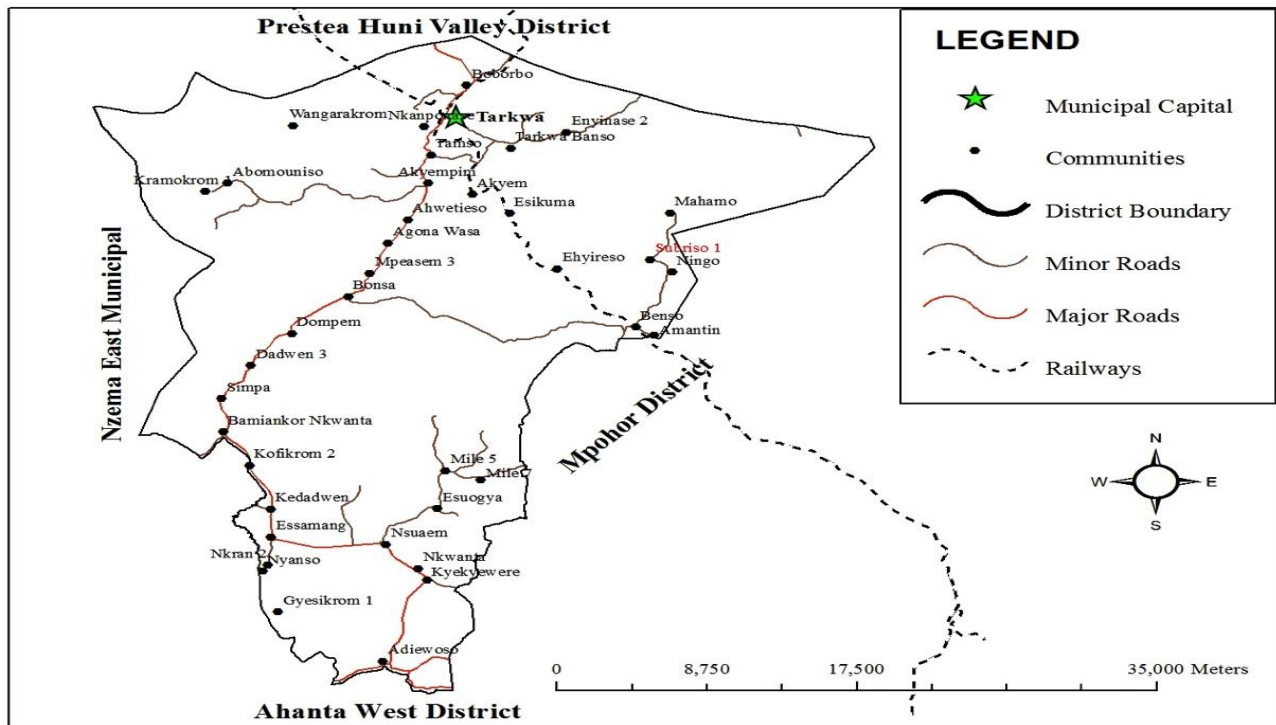 Prestea Huni Valley District
LEGEND
Municipal Capital
Communities
District Boundary
Minor Roads
Major Roads
Railways
Boborbo
Wangarakrom
Tarkwa
Enyinase 2
Tarkwa Banso
Tamso
Kramokrom 1
Abomouniso
Akyempim
Akyem
Ahwetieso
Esikuma
Mahamo
Agona Wasa
Subriso 1
Mpeasem 3
Ehyireso
Ningo
Bonsa
Dompem
Benso
Amantin
Nzema East Municipal
Dadwen 3
Simpa
Mpohor District
Bamiankor Nkwanta
Kofikrom 2
Mile 5
Mile 7
Kedadwen
Esuogya
Essamang
Nsuaem
Nkran 2
Nyanso
Nkwanta
Kyekyewere
Gyesikrom 1
Adiewoso
Ahanta West District
N
W
E
S
0
8,750
17,500
35,000 Meters